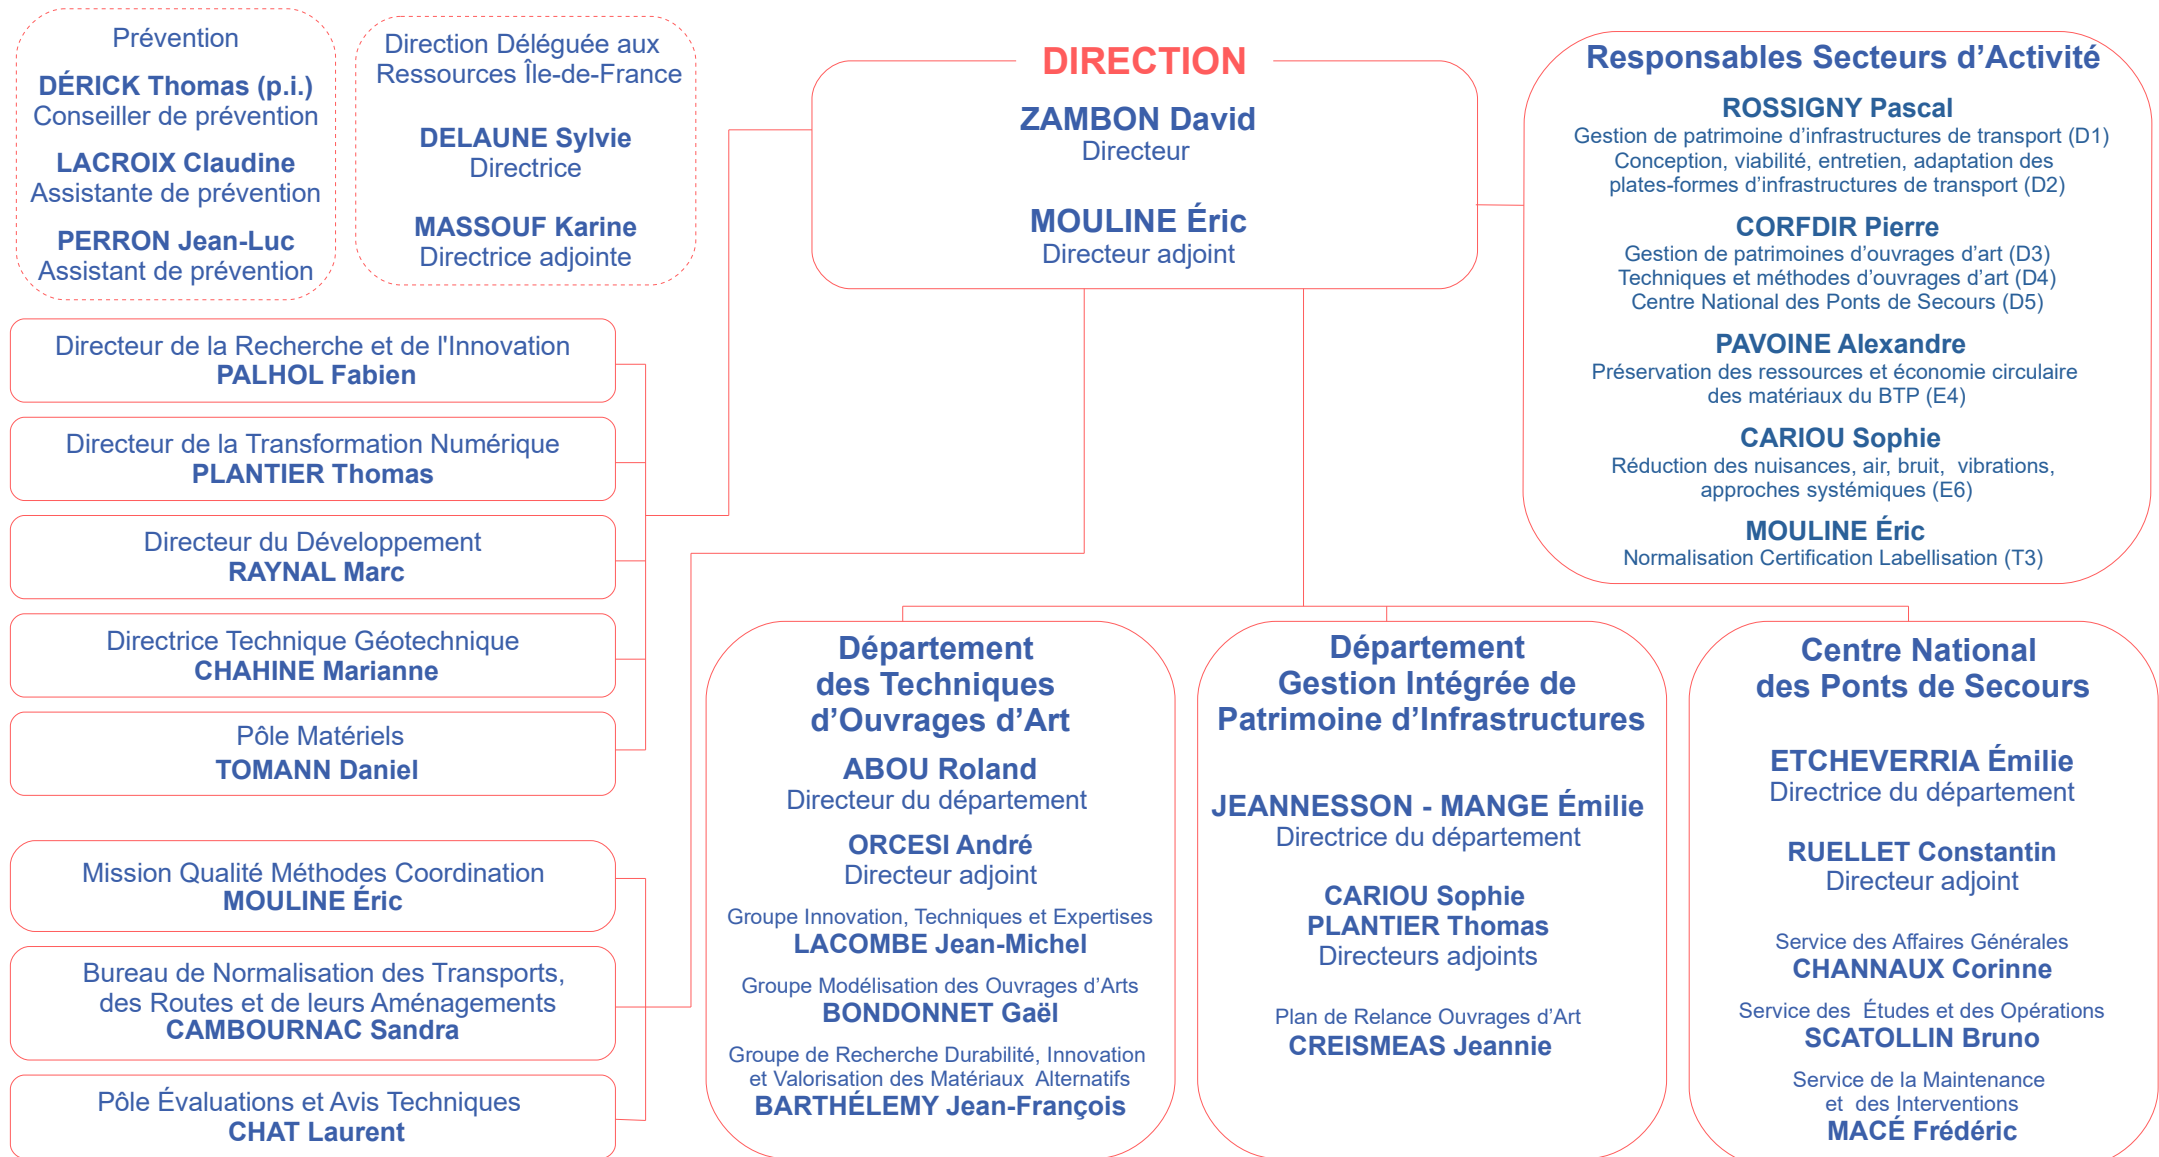 Prévention
DÉRICK Thomas (p.i.)
Conseiller de prévention
LACROIX Claudine
Assistante de prévention
PERRON Jean-Luc
Assistant de prévention
Direction Déléguée aux
Ressources Île-de-France
DELAUNE Sylvie
Directrice
MASSOUF Karine
Directrice adjointe
DIRECTION
ZAMBON David
Directeur
MOULINE Éric
Directeur adjoint
Responsables Secteurs d’Activité
ROSSIGNY Pascal
Gestion de patrimoine d’infrastructures de transport (D1)
Conception, viabilité, entretien, adaptation des
plates-formes d’infrastructures de transport (D2)
CORFDIR Pierre
Gestion de patrimoines d’ouvrages d’art (D3)
Techniques et méthodes d’ouvrages d’art (D4)
Centre National des Ponts de Secours (D5)
PAVOINE Alexandre
Préservation des ressources et économie circulaire
des matériaux du BTP (E4)
CARIOU Sophie
Réduction des nuisances, air, bruit, vibrations,
approches systémiques (E6)
MOULINE Éric
Normalisation Certification Labellisation (T3)
Directeur de la Recherche et de l'Innovation
PALHOL Fabien
Directeur de la Transformation Numérique
PLANTIER Thomas
Directeur du Développement
RAYNAL Marc
Directrice Technique Géotechnique
CHAHINE Marianne
Pôle Matériels
TOMANN Daniel
Mission Qualité Méthodes Coordination
MOULINE Éric
Bureau de Normalisation des Transports,
des Routes et de leurs Aménagements
CAMBOURNAC Sandra
Pôle Évaluations et Avis Techniques
CHAT Laurent
Département
des Techniques
d’Ouvrages d’Art
ABOU Roland
Directeur du département
ORCESI André
Directeur adjoint
Groupe Innovation, Techniques et Expertises
LACOMBE Jean-Michel
Groupe Modélisation des Ouvrages d’Arts
BONDONNET Gaël
Groupe de Recherche Durabilité, Innovation
et Valorisation des Matériaux Alternatifs
BARTHÉLEMY Jean-François
Département
Gestion Intégrée de
Patrimoine d’Infrastructures
JEANNESSON - MANGE Émilie
Directrice du département
CARIOU Sophie
PLANTIER Thomas
Directeurs adjoints
Plan de Relance Ouvrages d’Art
CREISMEAS Jeannie
Centre National
des Ponts de Secours
ETCHEVERRIA Émilie
Directrice du département
RUELLET Constantin
Directeur adjoint
Service des Affaires Générales
CHANNAUX Corinne
Service des Études et des Opérations
SCATOLLIN Bruno
Service de la Maintenance
et des Interventions
MACÉ Frédéric